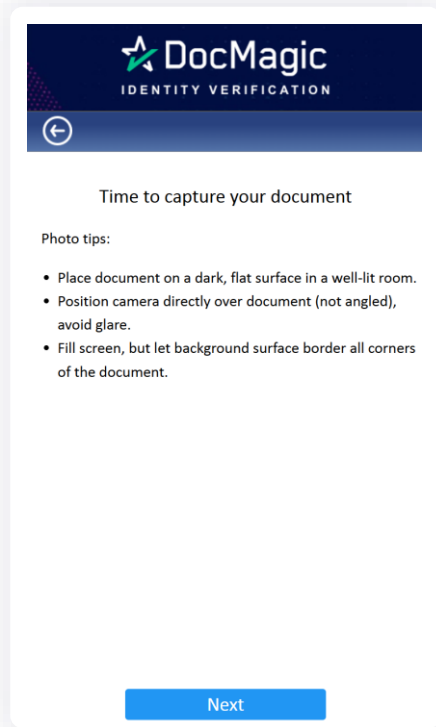 DocMagic
IDENTITY VERIFICATION
Time to capture your document
Photo tips:
• Place document on a dark, flat surface in a well-lit room.
• Position camera directly over document (not angled),
avoid glare.
• Fill screen, but let background surface border all corners
of the document.
Next